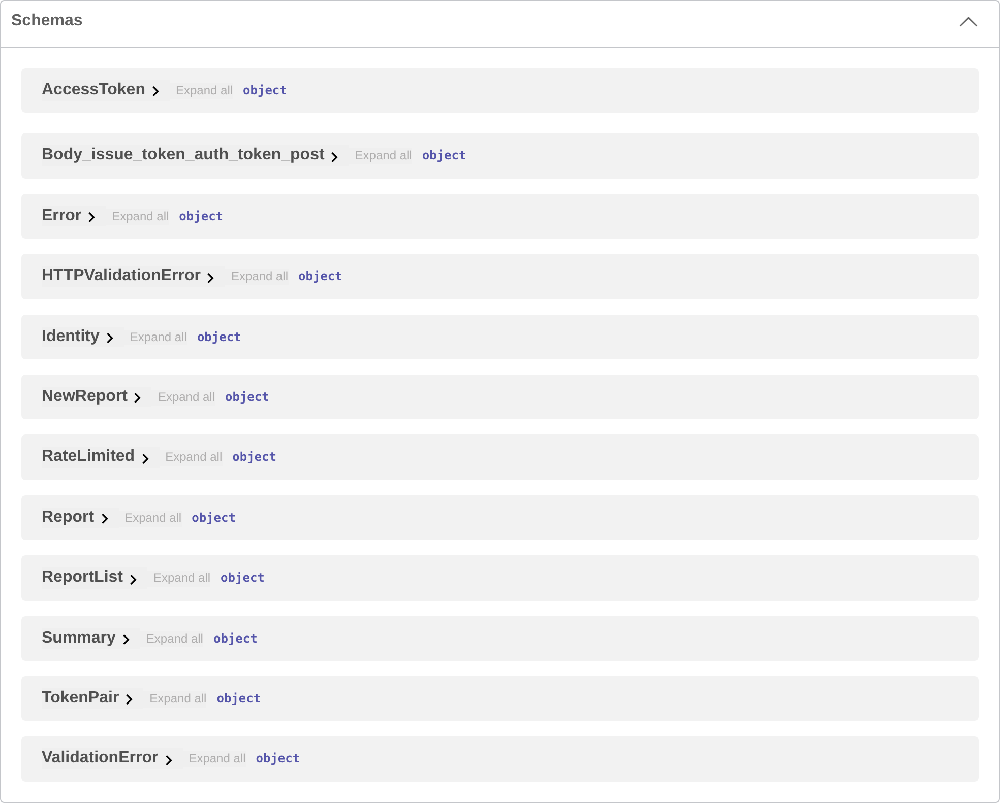 Schemas
AccessToken Expand all object
Body_issue_token_auth_token_post Expand all object
Error Expand all object
HTTPValidationError Expand all object
Identity Expand all object
NewReport Expand all object
RateLimited Expand all object
Report Expand all object
ReportList Expand all object
Summary Expand all object
TokenPair Expand all object
ValidationError Expand all object